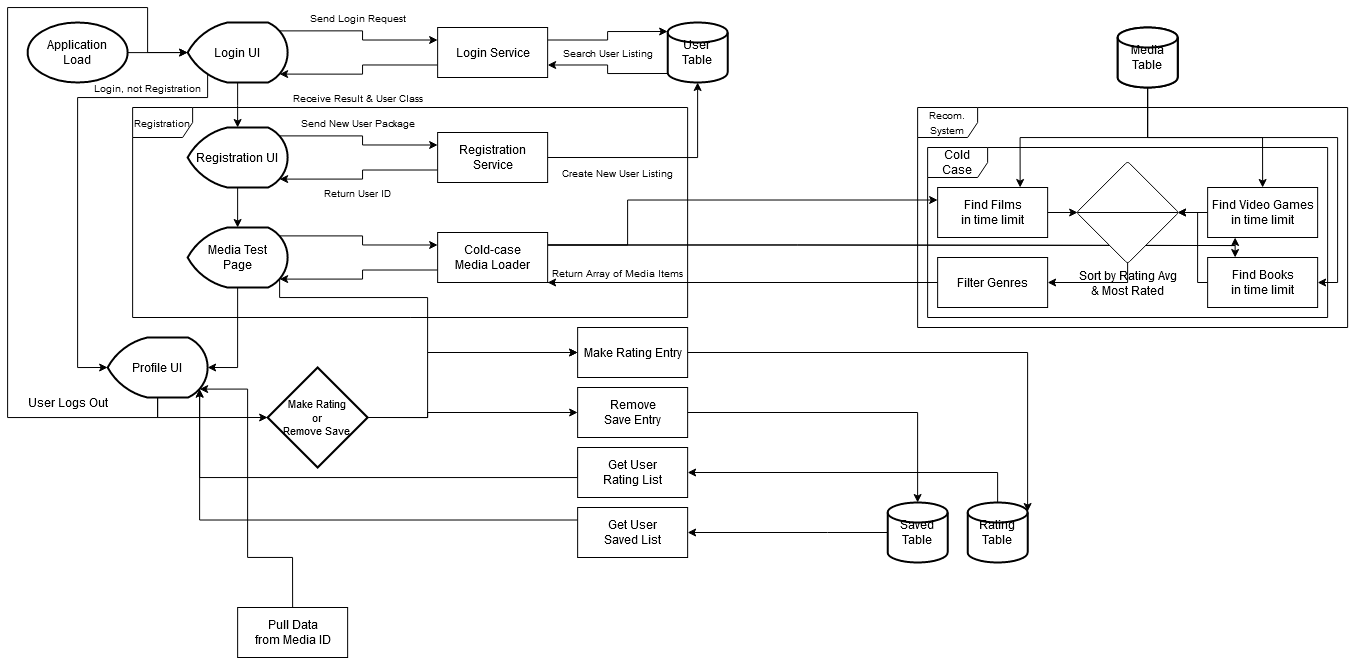 Send Login Request
Application
Load
Login UI
Login Service
Search User Listing
User
Table
Media
Table
Login, not Registration
Receive Result & User Class
Registration
Send New User Package
Registration UI
Registration
Service
Create New User Listing
Return User ID
Recom.
System
Cold
Case
Find Films
in time limit
Find Video Games
in time limit
Media Test
Page
Cold-case
Media Loader
Return Array of Media Items
Filter Genres
Sort by Rating Avg
& Most Rated
Find Books
in time limit
Profile UI
Make Rating Entry
User Logs Out
Make Rating
or
Remove Save
Remove
Save Entry
Get User
Rating List
Get User
Saved List
Saved
Table
Rating
Table
Pull Data
from Media ID